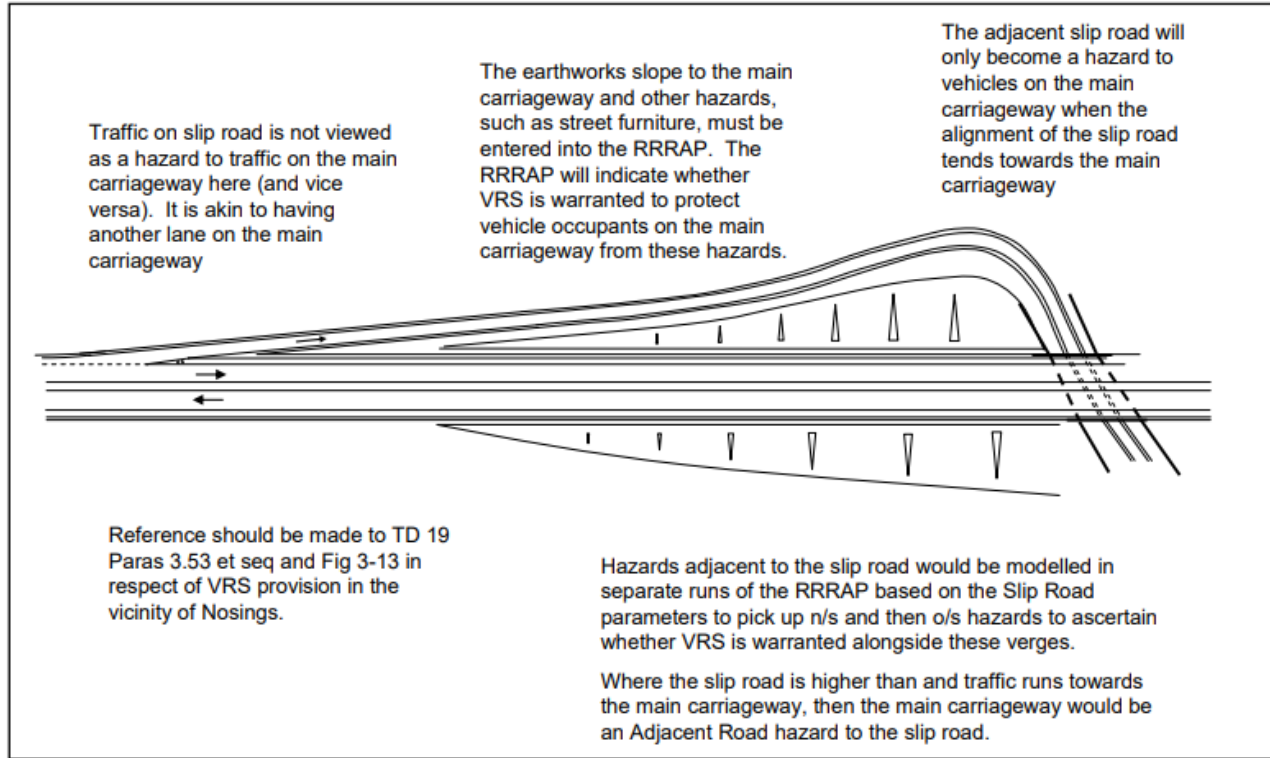 Traffic on slip road is not viewed
as a hazard to traffic on the main
carriageway here (and vice
versa). It is akin to having
another lane on the main
carriageway
The earthworks slope to the main
carriageway and other hazards,
such as street furniture, must be
entered into the RRRAP. The
RRRAP will indicate whether
VRS is warranted to protect
vehicle occupants on the main
carriageway from these hazards.
The adjacent slip road will
only become a hazard to
vehicles on the main
carriageway when the
alignment of the slip road
tends towards the main
carriageway
Reference should be made to TD 19
Paras 3.53 et seq and Fig 3-13 in
respect of VRS provision in the
vicinity of Nosings.
Hazards adjacent to the slip road would be modelled in
separate runs of the RRRAP based on the Slip Road
parameters to pick up n/s and then o/s hazards to ascertain
whether VRS is warranted alongside these verges.
Where the slip road is higher than and traffic runs towards
the main carriageway, then the main carriageway would be
an Adjacent Road hazard to the slip road.